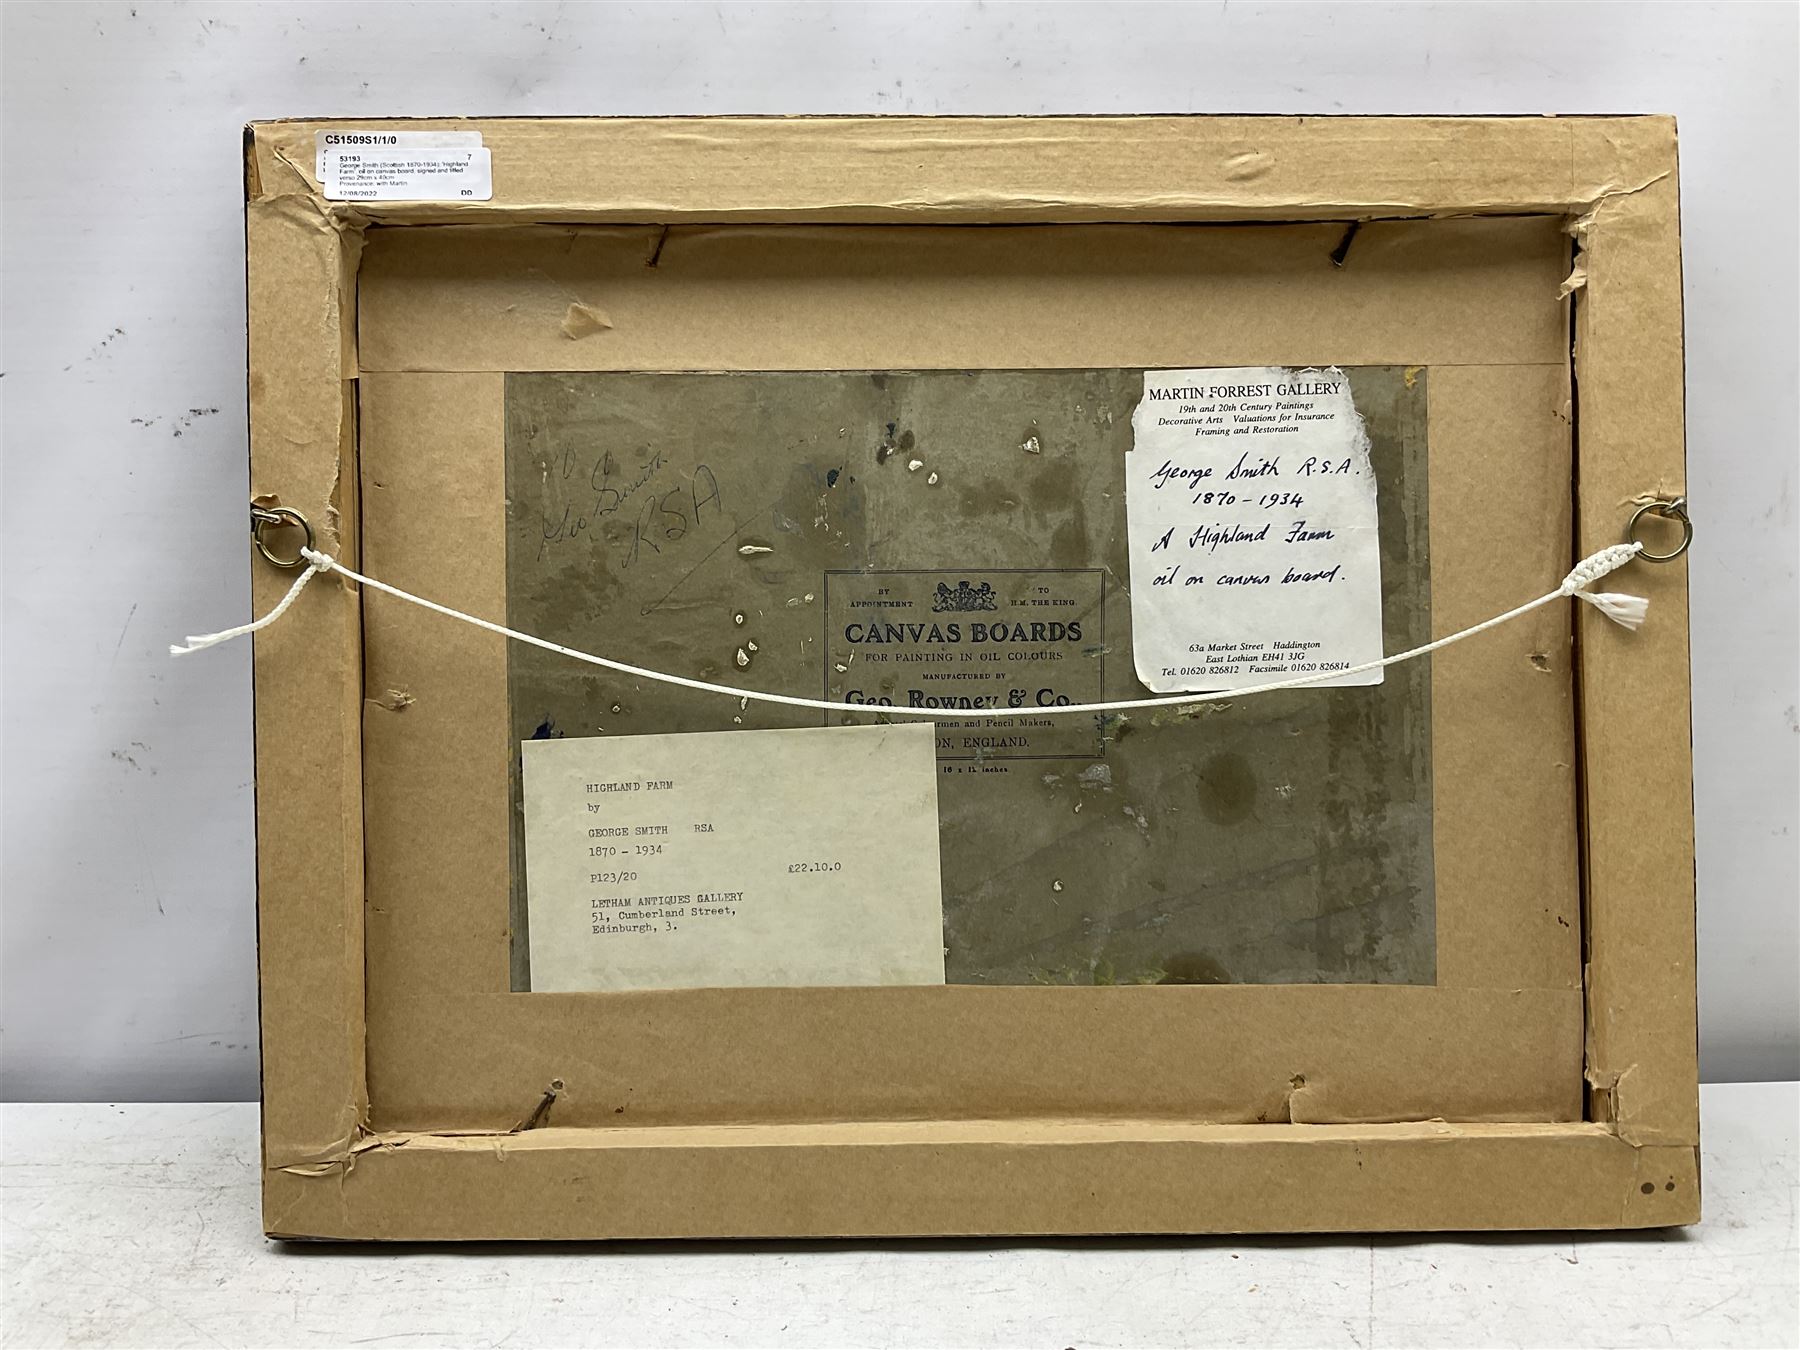 C51509S1/1/0
53193 7
George Smith (Scottish 1870-1934): 'Highland
Farm', oil on canvas board, signed and titled
verso 29cm x 40cm
Provenance: with Martin
12/08/2022 DD
Geo Smith
RSA
MARTIN FORREST GALLERY
19th and 20th Century Paintings
Decorative Arts Valuations for Insurance
Framing and Restoration
George Smith R.S.A.
1870 - 1934
A Highland Farm
oil on canvas board.
63a Market Street Haddington
East Lothian EH41 3JG
Tel. 01620 826812 Facsimile 01620 826814
BY APPOINTMENT TO H.M. THE KING.
CANVAS BOARDS
FOR PAINTING IN OIL COLOURS
MANUFACTURED BY
Geo. Rowney & Co.,
and Pencil Makers,
ENGLAND.
inches
HIGHLAND FARM
by
GEORGE SMITH RSA
1870 - 1934
P123/20 £22.10.0
LETHAM ANTIQUES GALLERY
51, Cumberland Street,
Edinburgh, 3.